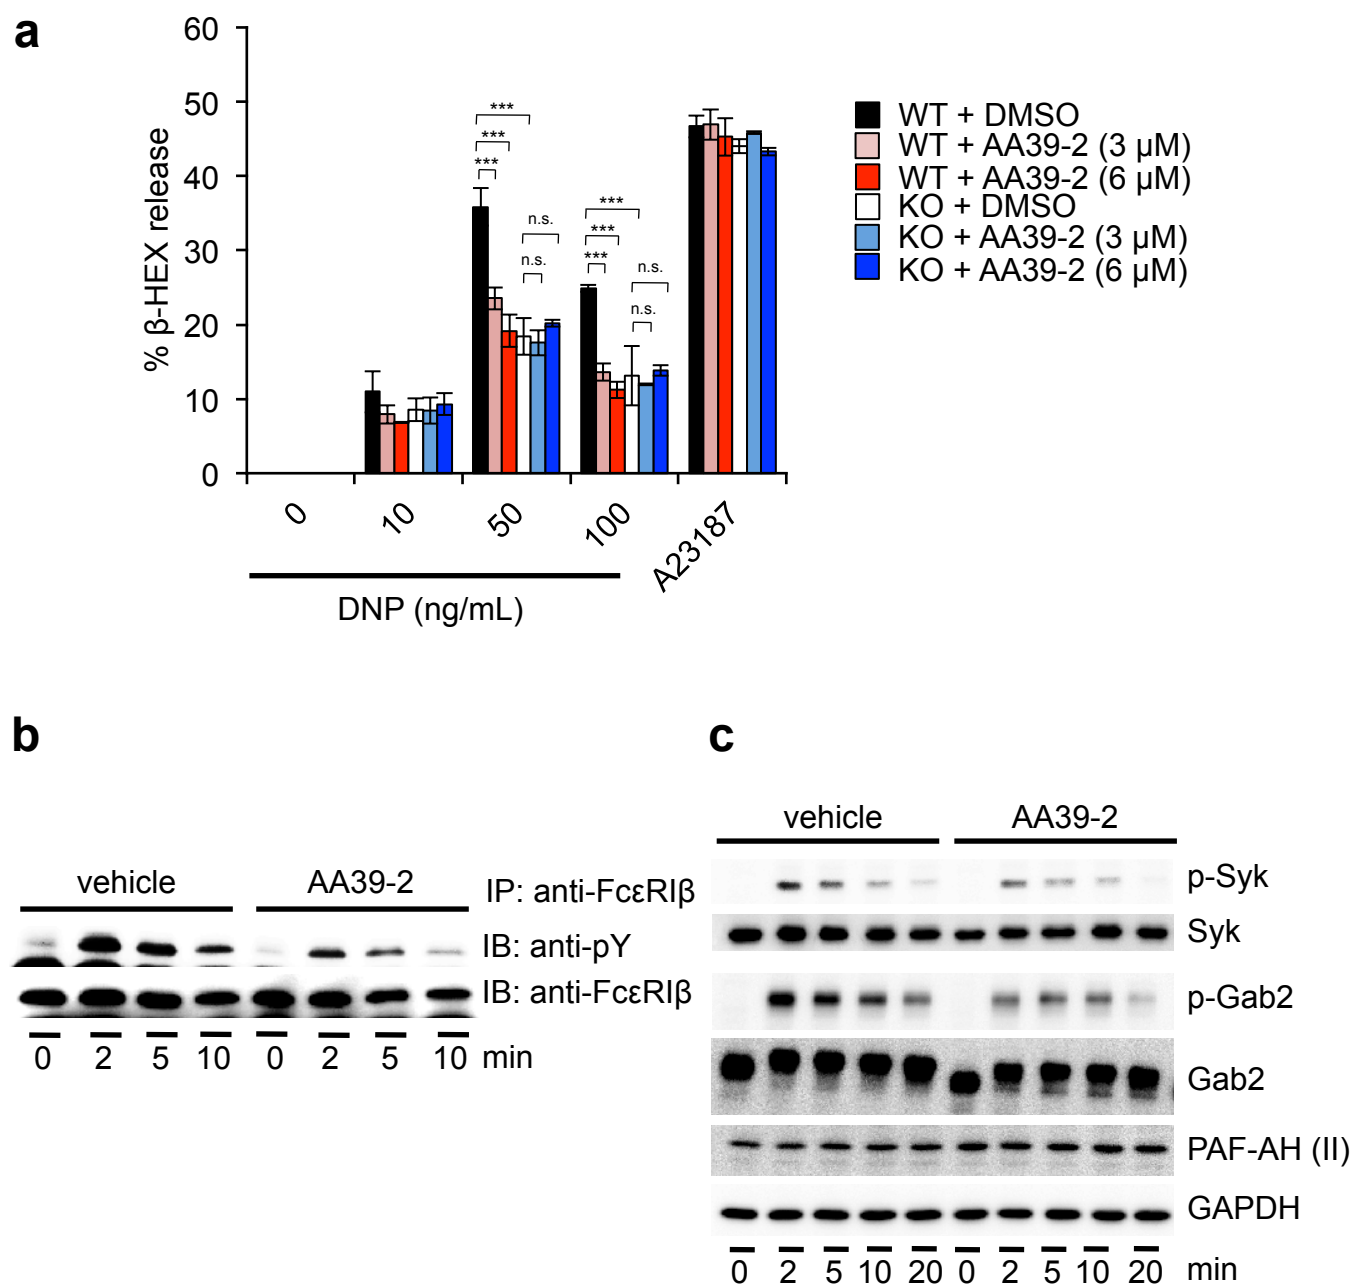 a
60
50
40
30
20
10
0
% β-HEX release
***
***
***
n.s.
n.s.
***
***
***
n.s.
n.s.
WT + DMSO
WT + AA39-2 (3 µM)
WT + AA39-2 (6 µM)
KO + DMSO
KO + AA39-2 (3 µM)
KO + AA39-2 (6 µM)
0 10 50 100 A23187
DNP (ng/mL)
b
vehicle AA39-2
IP: anti-FcεRIβ
IB: anti-pY
IB: anti-FcεRIβ
0 2 5 10 0 2 5 10 min
c
vehicle AA39-2
p-Syk
Syk
p-Gab2
Gab2
PAF-AH (II)
GAPDH
0 2 5 10 20 0 2 5 10 20 min